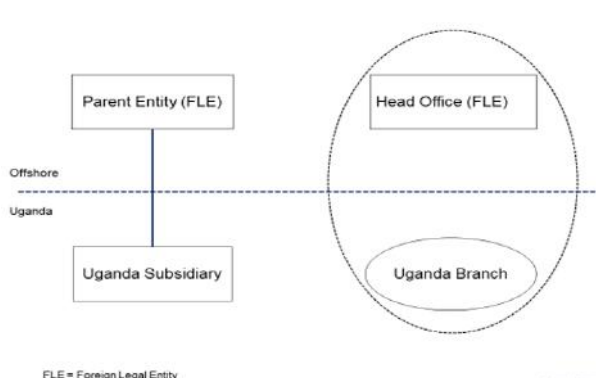 Parent Entity (FLE)
Head Office (FLE)
Offshore
Uganda
Uganda Subsidiary
Uganda Branch
FLE = Foreign Legal Entity